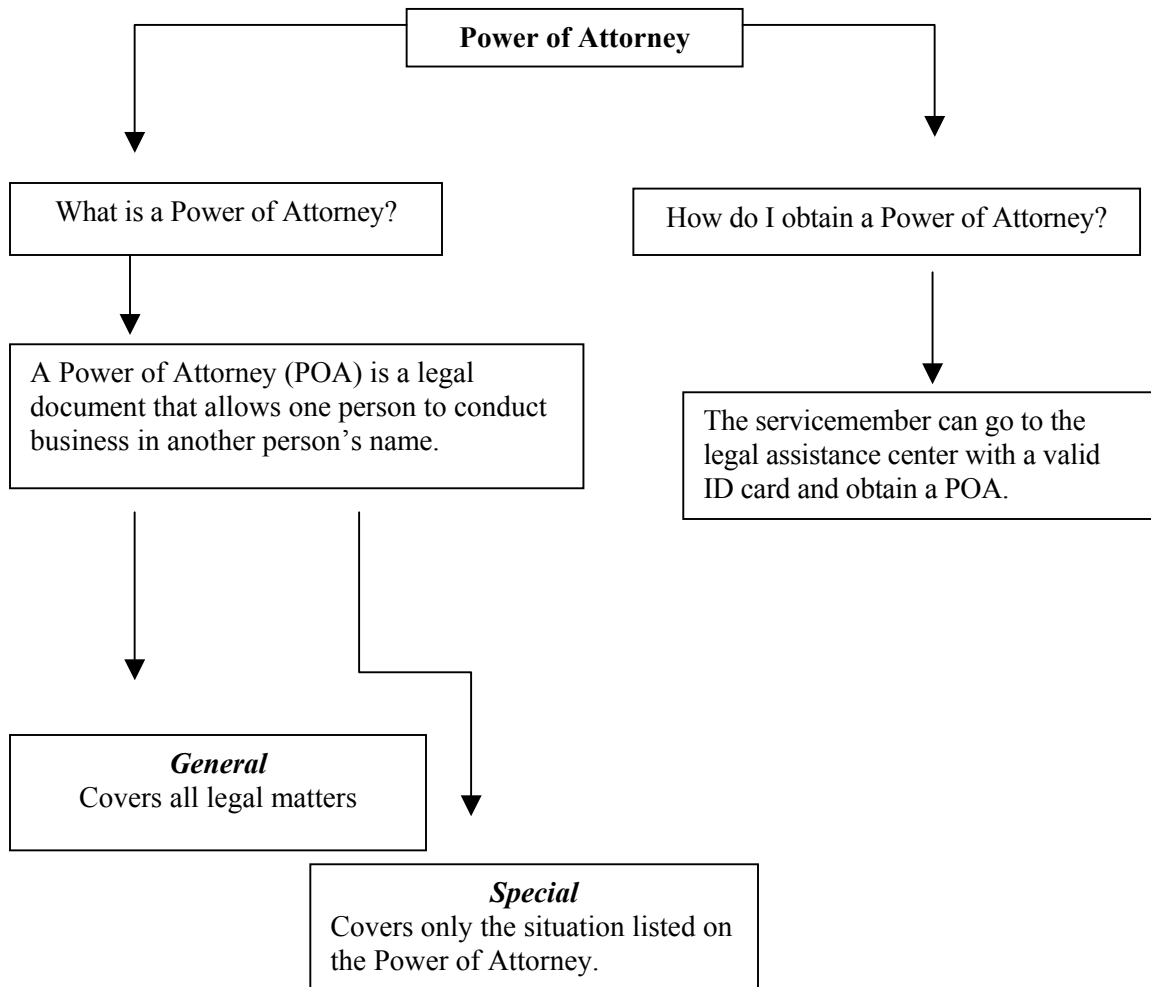 Power of Attorney
What is a Power of Attorney?
How do I obtain a Power of Attorney?
A Power of Attorney (POA) is a legal
document that allows one person to conduct
business in another person’s name.
The servicemember can go to the
legal assistance center with a valid
ID card and obtain a POA.
General
Covers all legal matters
Special
Covers only the situation listed on
the Power of Attorney.